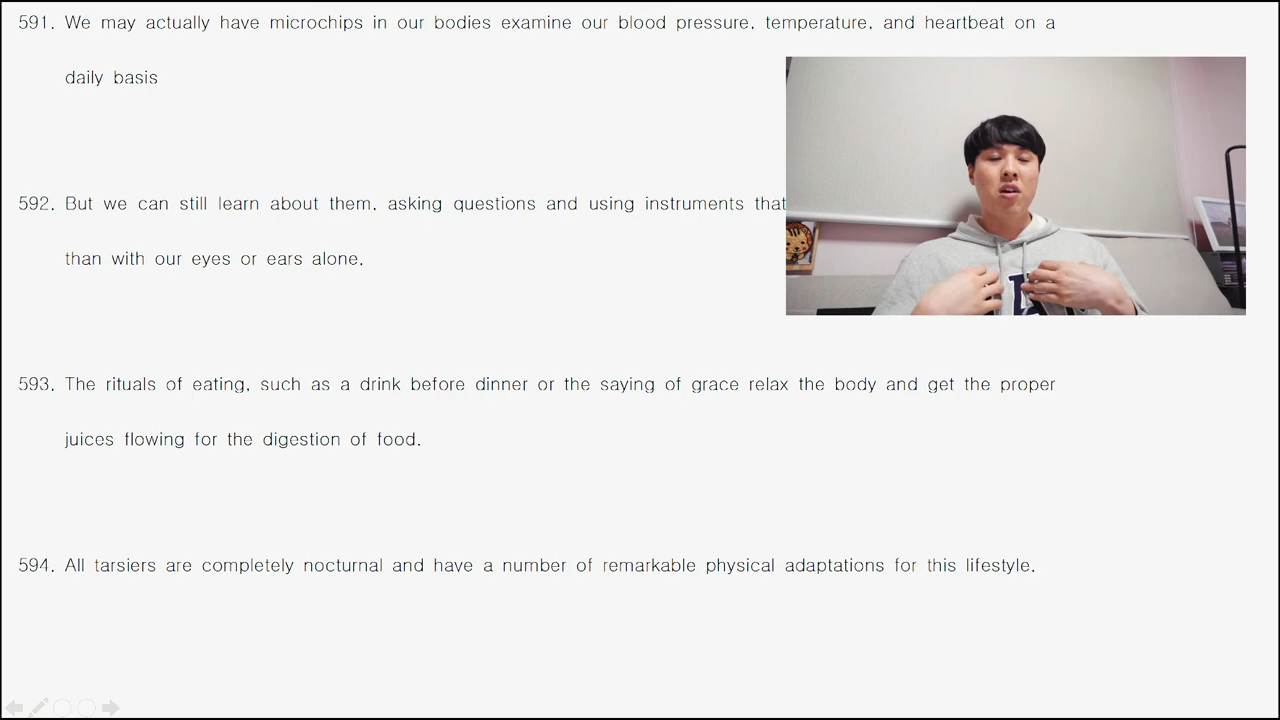 591. We may actually have microchips in our bodies examine our blood pressure, temperature, and heartbeat on a
daily basis
592. But we can still learn about them, asking questions and using instruments that
than with our eyes or ears alone.
593. The rituals of eating, such as a drink before dinner or the saying of grace relax the body and get the proper
juices flowing for the digestion of food.
594. All tarsiers are completely nocturnal and have a number of remarkable physical adaptations for this lifestyle.